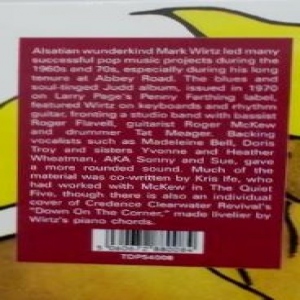 Alsatian wunderkind Mark Wirtz led many
successful pop music projects during the
1960s and 70s, especially during his long
tenure at Abbey Road. The blues and
soul-tinged Judd album, issued in 1970
on Larry Page's Penny Farthing label,
featured Wirtz on keyboards and rhythm
guitar, fronting a studio band with bassist
Roger Flavell, guitarist Roger McKew
and drummer Tat Meager. Backing
vocalists such as Madeleine Bell, Doris
Troy and sisters Yvonne and Heather
Wheatman, AKA Sonny and Sue, gave
a more rounded sound. Much of the
material was co-written by Kris Ife, who
had worked with McKew in The Quiet
Five, though there is also an individual
cover of Credence Clearwater Revival's
"Down On The Corner," made livelier by
Wirtz's piano chords.
TDP54008